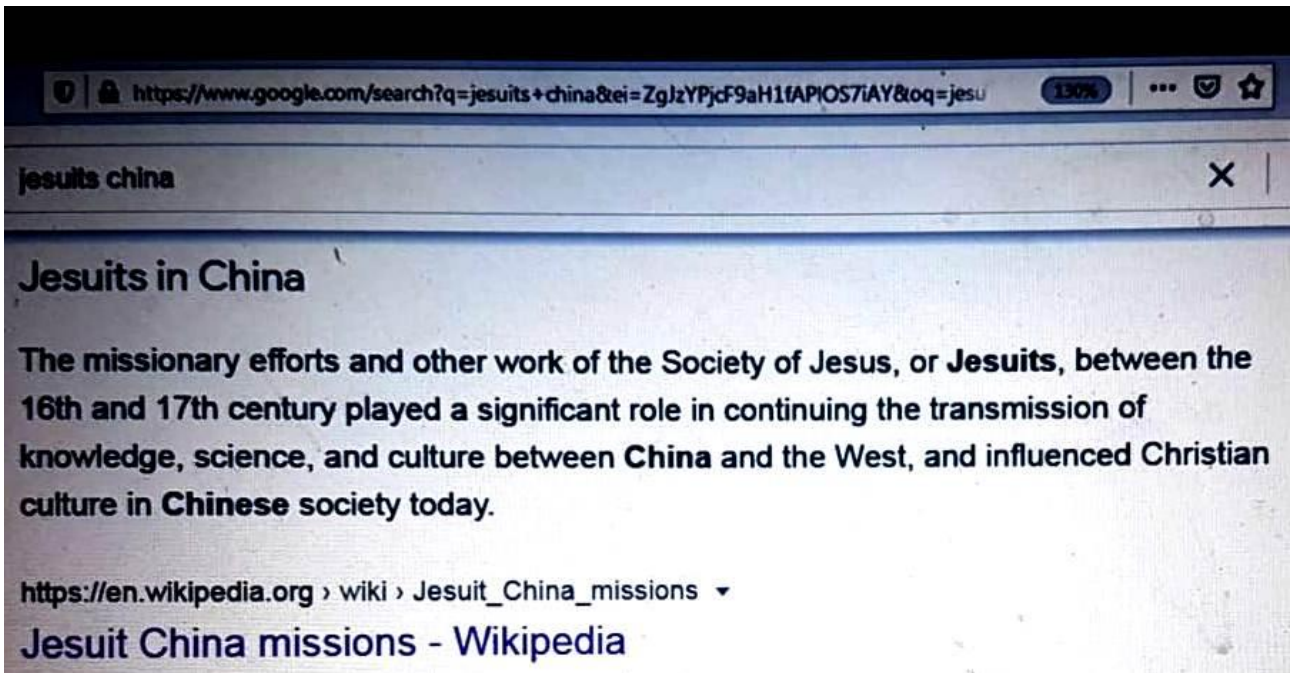 https://www.google.com/search?q=jesuits+china&ei=ZgJzYPjcF9aH1fAPlOS7iAY&oq=jesu 130%
jesuits china
Jesuits in China
The missionary efforts and other work of the Society of Jesus, or Jesuits, between the
16th and 17th century played a significant role in continuing the transmission of
knowledge, science, and culture between China and the West, and influenced Christian
culture in Chinese society today.
https://en.wikipedia.org › wiki › Jesuit_China_missions
Jesuit China missions - Wikipedia